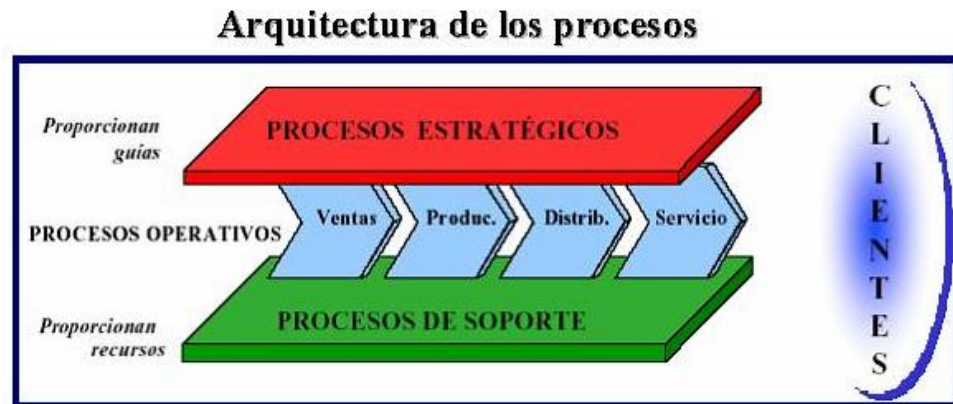 Arquitectura de los procesos
Proporcionan
guías
PROCESOS ESTRATÉGICOS
PROCESOS OPERATIVOS
Ventas
Produc.
Distrib.
Servicio
Proporcionan
recursos
PROCESOS DE SOPORTE
C
L
I
E
N
T
E
S